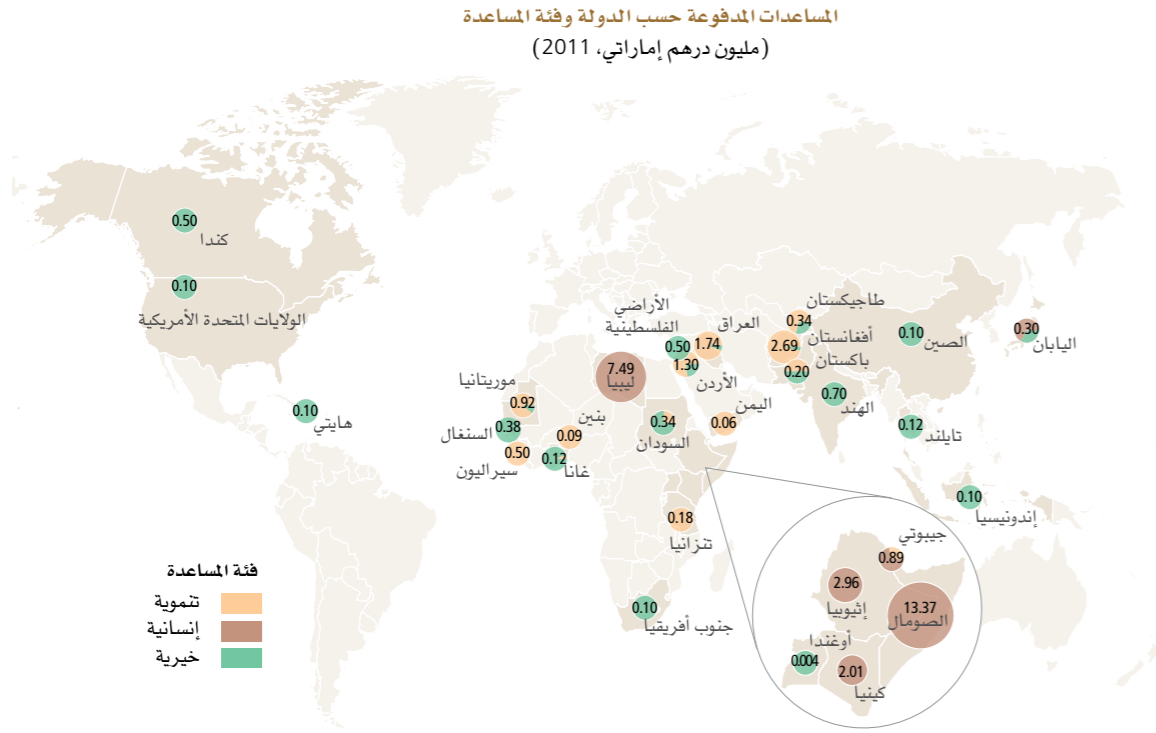 المساعدات المدفوعة حسب الدولة وفئة المساعدة
(مليون درهم إماراتي، 2011)
0.50
كندا
0.10
الولايات المتحدة الأمريكية
0.10
هايتي
طاجيكستان
0.34
أفغانستان
2.69
باكستان
0.20
العراق
1.74
الأراضي
الفلسطينية
0.50
1.30
الأردن
0.10
الصين
0.30
اليابان
0.70
الهند
0.12
تايلند
0.10
إندونيسيا
7.49
ليبيا
موريتانيا
0.92
0.38
السنغال
0.50
سيراليون
بنين
0.09
0.12
غانا
0.34
السودان
اليمن
0.06
0.18
تنزانيا
0.10
جنوب أفريقيا
جيبوتي
0.89
2.96
إثيوبيا
13.37
الصومال
أوغندا
0.004
2.01
كينيا
فئة المساعدة
تنموية
إنسانية
خيرية